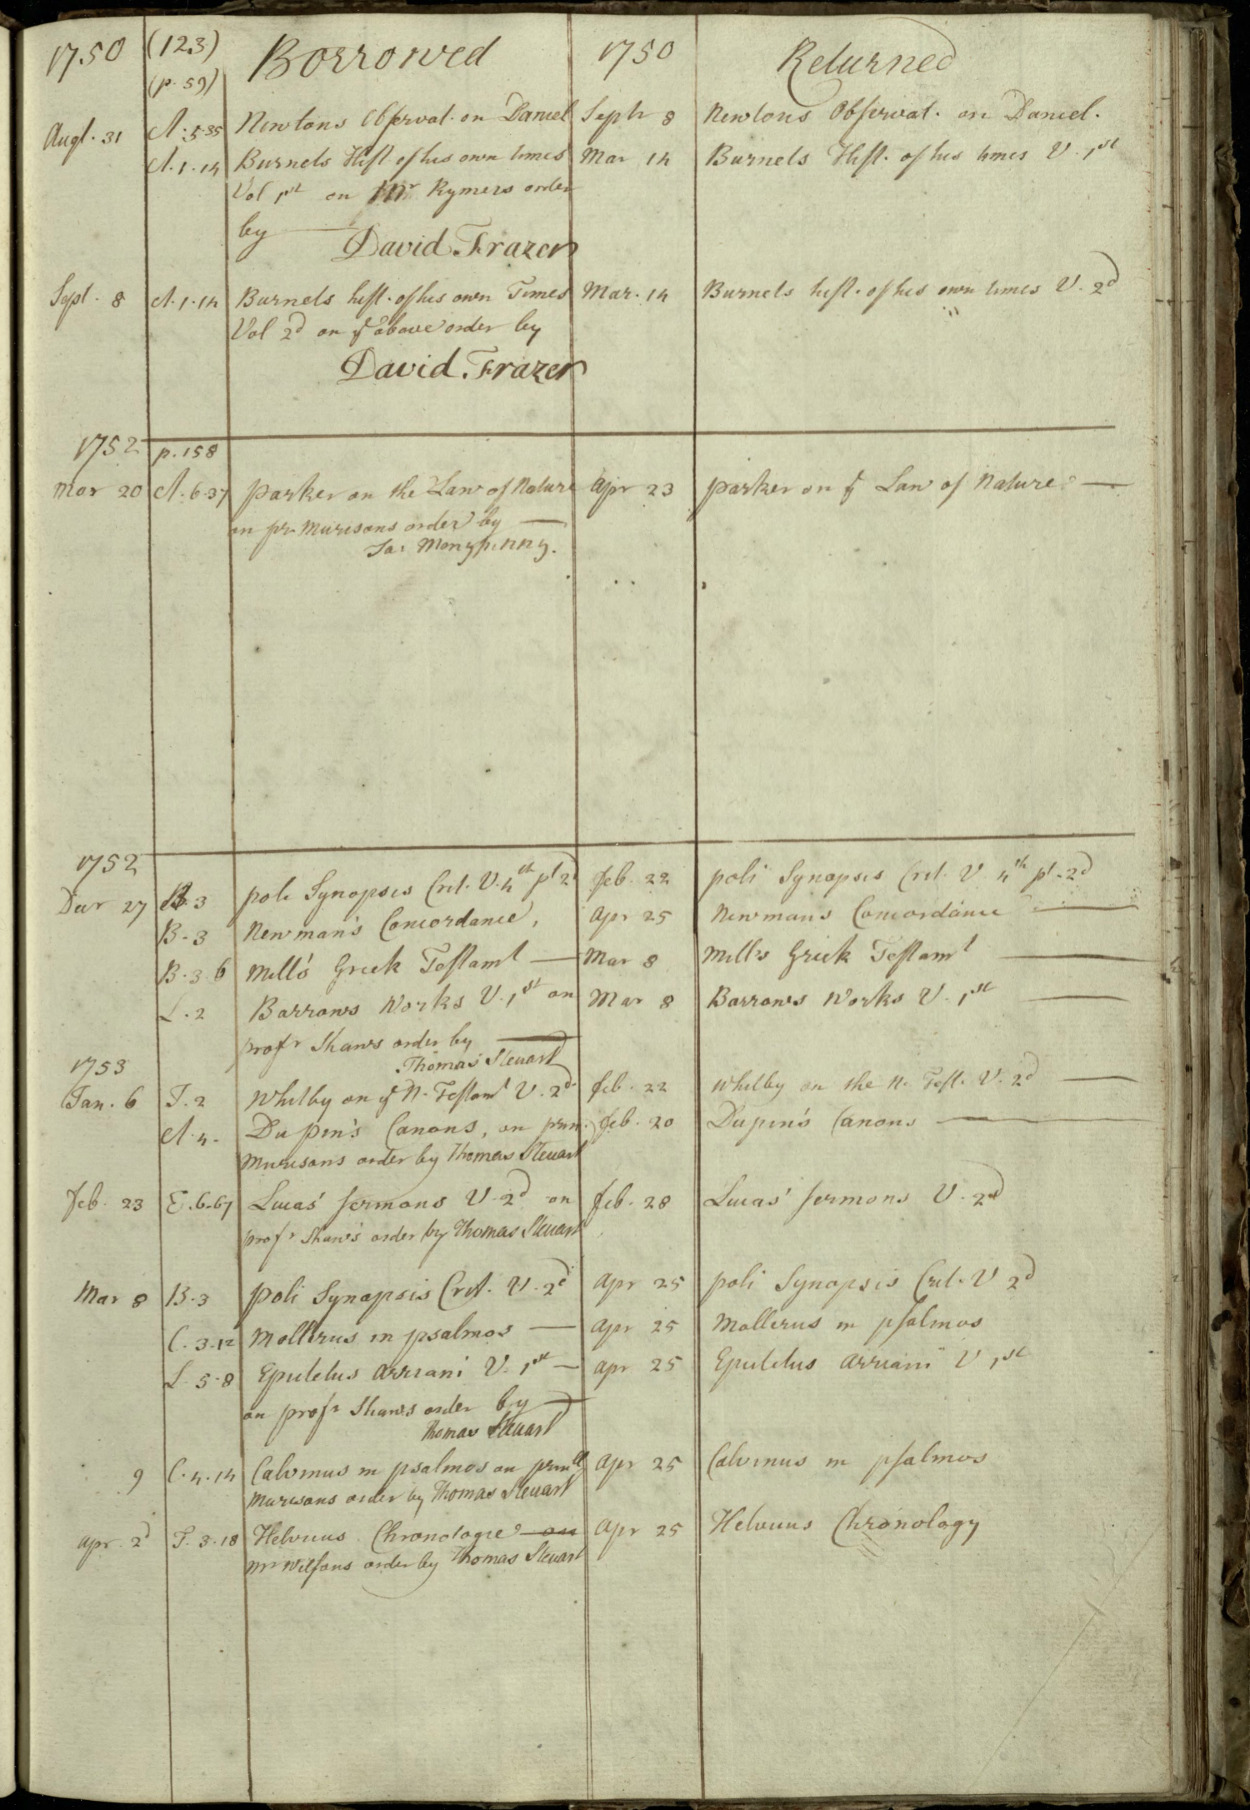 1750 (123) Borrowed 1750 Returned
(p. 59)
Augt. 31 A. 5.35 Newtons Observat. on Daniel Septr 8 Newtons Observat. on Daniel.
A. 1. 14 Burnets Hist of his own times Mar 14 Burnets Hist. of his times V. 1st
Vol 1st on Mr Rymers order
by
David Frazer
Sept. 8 A. 1. 14 Burnets hist. of his own Times Mar. 14 Burnets hist. of his own times V. 2d
Vol 2d on ye above order by
David Frazer
1752 p. 158
Mar 20 A. 6.37 parker on the Law of Nature Apr 23 parker on ye Law of Nature
on pr Murisons order by
Ja: Monypinny.
1752
Decr 27 B. 3 poli Synopsis Crit. V. 4th pt 2d feb. 22 poli Synopsis Crit. V 4th pt. 2d
B. 3 Newman's Concordance, Apr 25 Newmans Concordance
B. 3. 6 Mill's Greek Testamt Mar 8 Mills Greek Testamt
L. 2 Barrows Works V. 1st on Mar 8 Barrows Works V. 1st
profr Shaws order by
Thomas Steuart
1753
Jan. 6 F. 2 Whitby on ye N. Testamt V. 2d feb. 22 Whitby on the N. Test. V. 2d
A. 4. Du pin's Canons, on prin. feb. 20 Dupin's Canons
Murisons order by Thomas Steuart
feb. 23 E. 6.67 Lucas' sermons V. 2d on feb. 28 Lucas' sermons V. 2d
profr Shaw's order by Thomas Steuart
Mar 8 B. 3 poli Synopsis Crit. V. 2d Apr 25 poli Synopsis Crit. V 2d
C. 3.12 Mollerus in psalmos Apr 25 Mollerus in psalmos
L 5.8 Epictetus Arriani V. 1st Apr 25 Epictetus Arriani V 1st
on profr Shaws order by
Thomas Steuart
9 C. 4. 14 Calvinus in psalmos on prinll Apr 25 Calvinus in psalmos
Murisons order by Thomas Steuart
Apr. 2d F. 3. 18 Helvicus Chronologie on Apr 25 Helvicus Chronology
Mr Wilsons order by Thomas Steuart